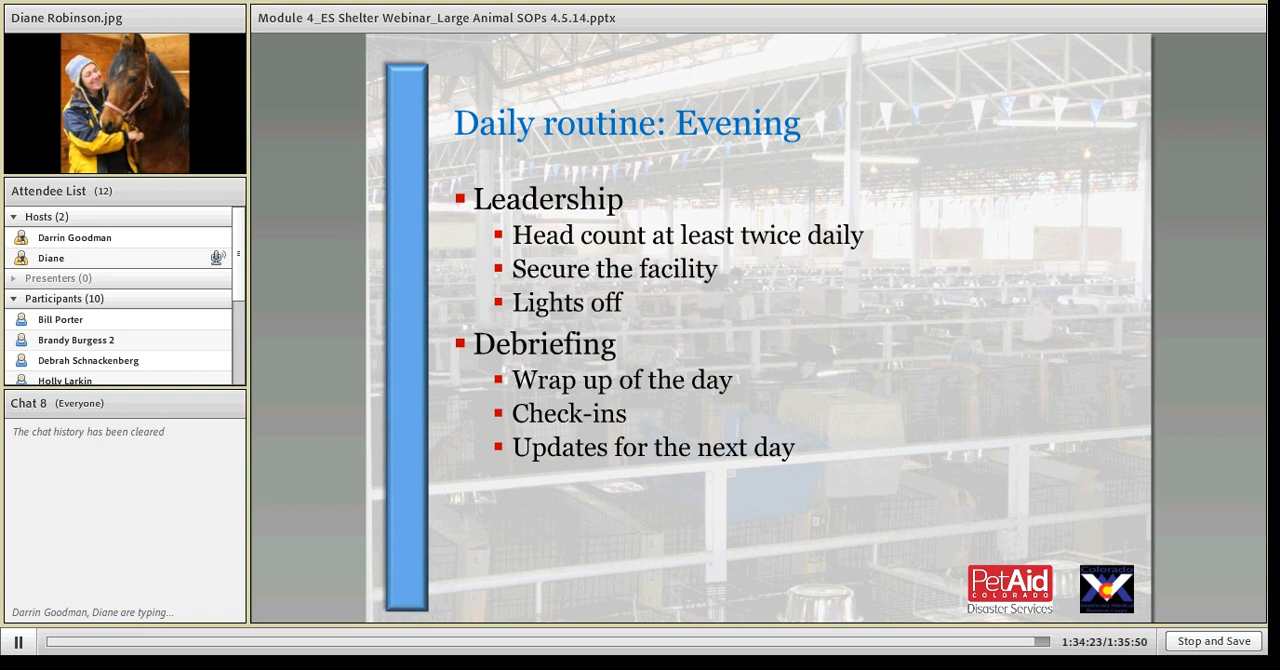 Diane Robinson.jpg
Module 4_ES Shelter Webinar_Large Animal SOPs 4.5.14.pptx
Attendee List (12)
Hosts (2)
Darrin Goodman
Diane
Presenters (0)
Participants (10)
Bill Porter
Brandy Burgess 2
Debrah Schnackenberg
Holly Larkin
Chat 8 (Everyone)
The chat history has been cleared
Darrin Goodman, Diane are typing...
Daily routine: Evening
Leadership
Head count at least twice daily
Secure the facility
Lights off
Debriefing
Wrap up of the day
Check-ins
Updates for the next day
PetAid
COLORADO
Disaster Services
Colorado
1:34:23/1:35:50
Stop and Save